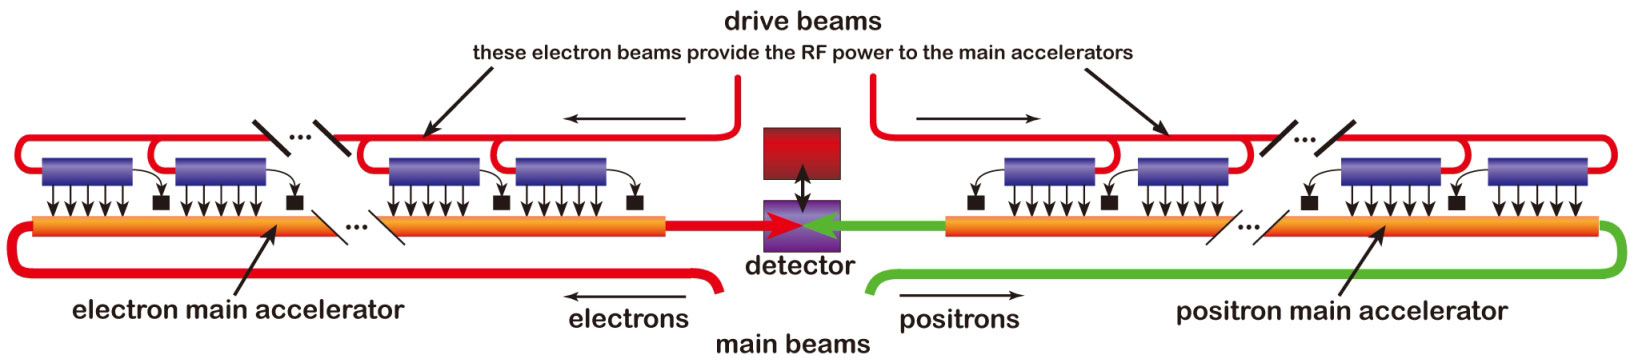 drive beams
these electron beams provide the RF power to the main accelerators
...
...
...
...
detector
electron main accelerator
positron main accelerator
electrons
positrons
main beams